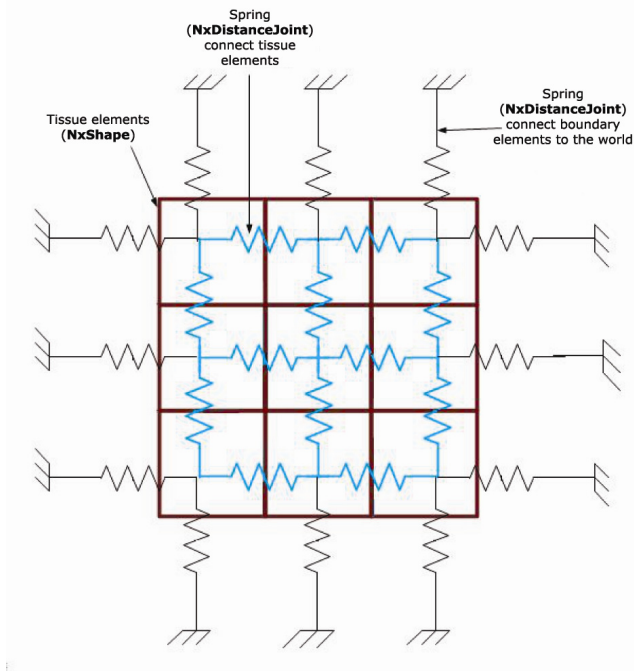 Spring
(NxDistanceJoint)
connect tissue
elements
Spring
(NxDistanceJoint)
connect boundary
elements to the world
Tissue elements
(NxShape)